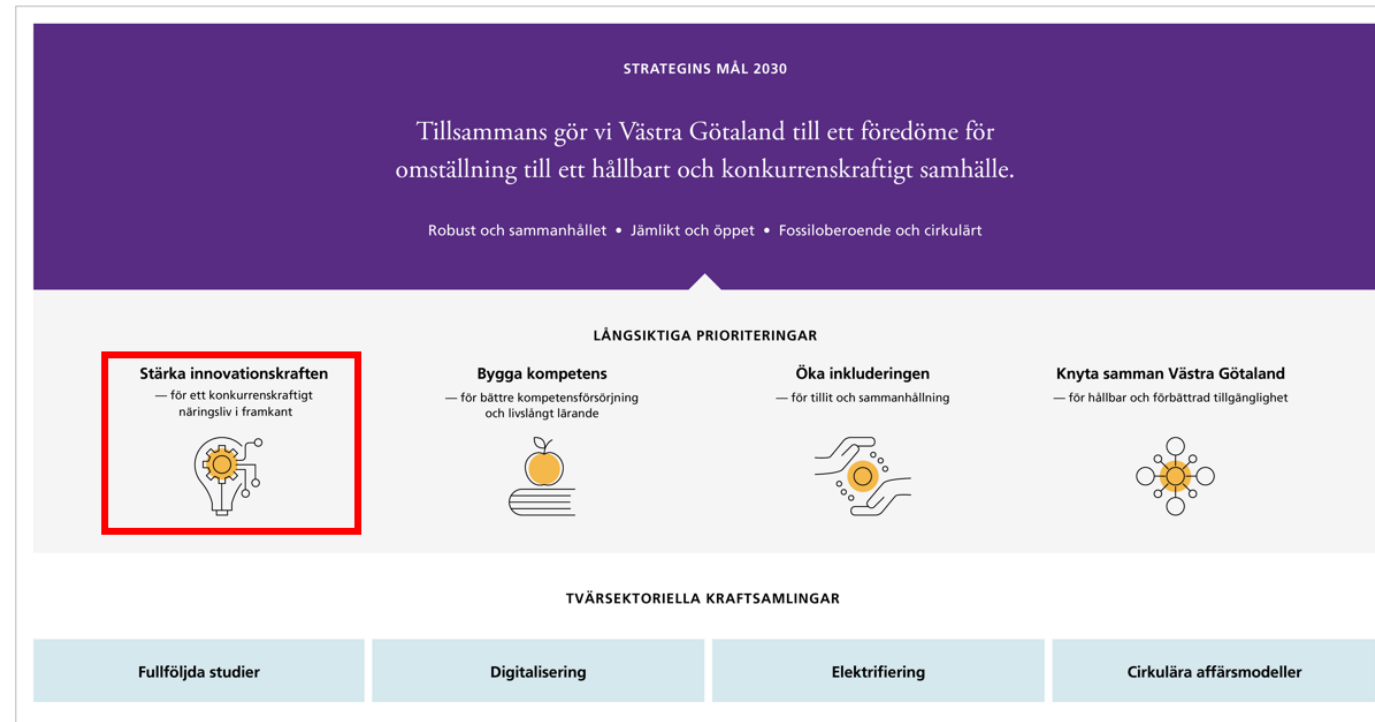 STRATEGINS MÅL 2030
Tillsammans gör vi Västra Götaland till ett föredöme för
omställning till ett hållbart och konkurrenskraftigt samhälle.
Robust och sammanhållet • Jämlikt och öppet • Fossiloberoende och cirkulärt
LÅNGSIKTIGA PRIORITERINGAR
Stärka innovationskraften
— för ett konkurrenskraftigt
näringsliv i framkant
Bygga kompetens
— för bättre kompetensförsörjning
och livslångt lärande
Öka inkluderingen
— för tillit och sammanhållning
Knyta samman Västra Götaland
— för hållbar och förbättrad tillgänglighet
TVÄRSEKTORIELLA KRAFTSAMLINGAR
Fullföljda studier
Digitalisering
Elektrifiering
Cirkulära affärsmodeller